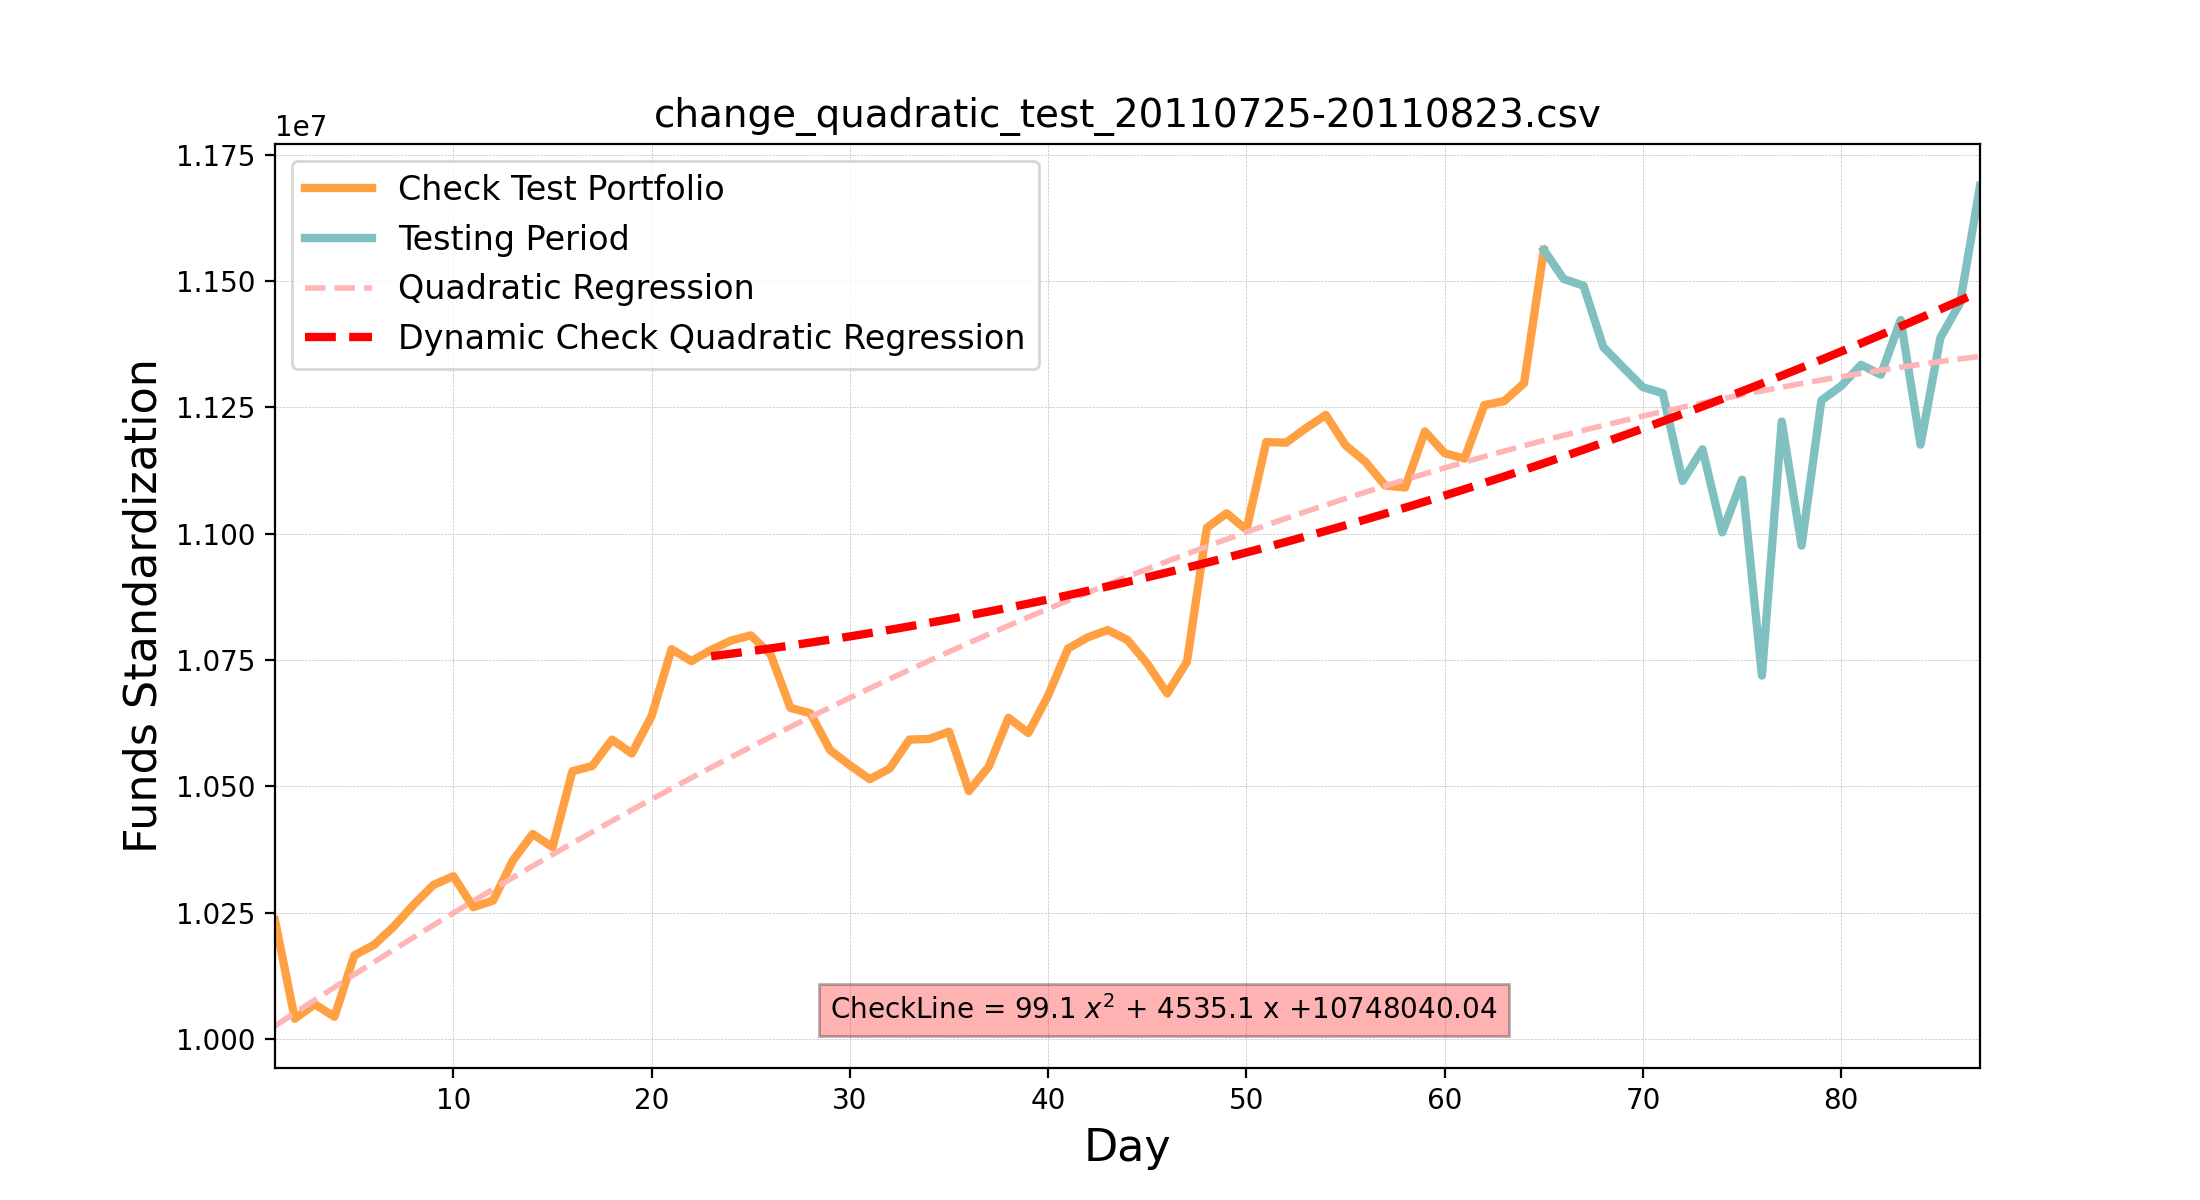 change_quadratic_test_20110725-20110823.csv
1e7
1.175
1.150
1.125
1.100
1.075
1.050
1.025
1.000
Funds Standardization
Check Test Portfolio
Testing Period
Quadratic Regression
Dynamic Check Quadratic Regression
CheckLine = 99.1 x² + 4535.1 x +10748040.04
10 20 30 40 50 60 70 80
Day